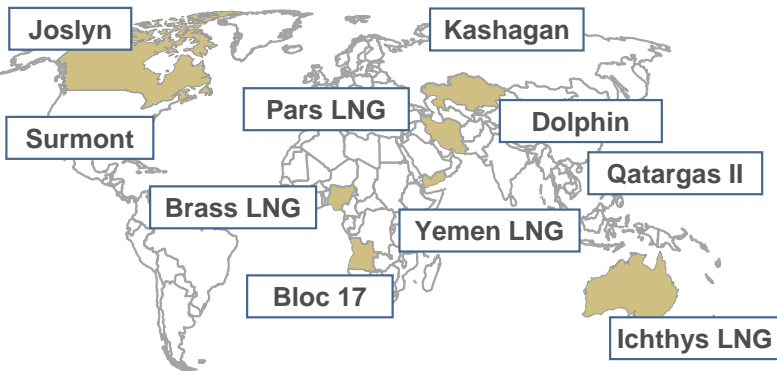 Joslyn
Kashagan
Pars LNG
Dolphin
Surmont
Qatargas II
Brass LNG
Yemen LNG
Bloc 17
Ichthys LNG